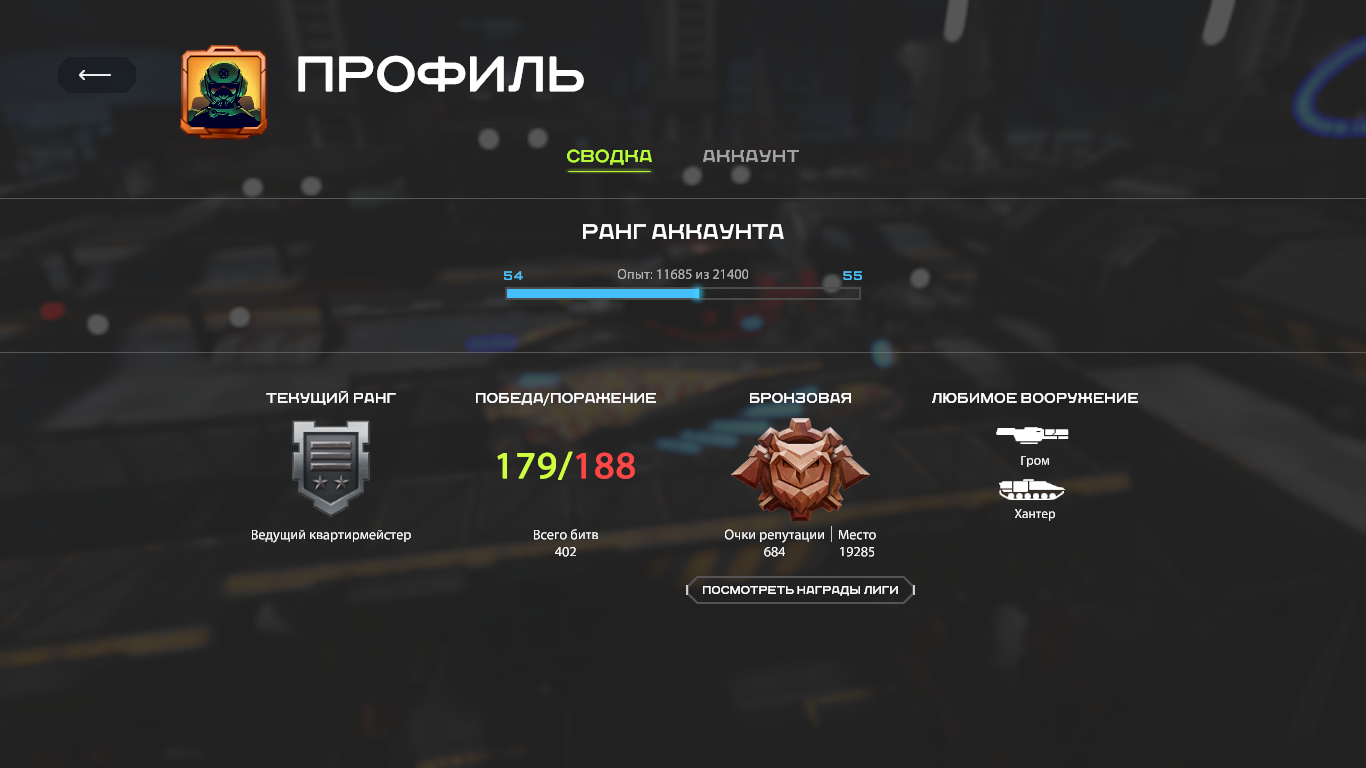 ПРОФИЛЬ
СВОДКА АККАУНТ
РАНГ АККАУНТА
54 Опыт: 11685 из 21400 55
ТЕКУЩИЙ РАНГ ПОБЕДА/ПОРАЖЕНИЕ БРОНЗОВАЯ ЛЮБИМОЕ ВООРУЖЕНИЕ
179/188
Гром
Хантер
Ведущий квартирмейстер Всего битв Очки репутации Место
402 684 19285
ПОСМОТРЕТЬ НАГРАДЫ ЛИГИ